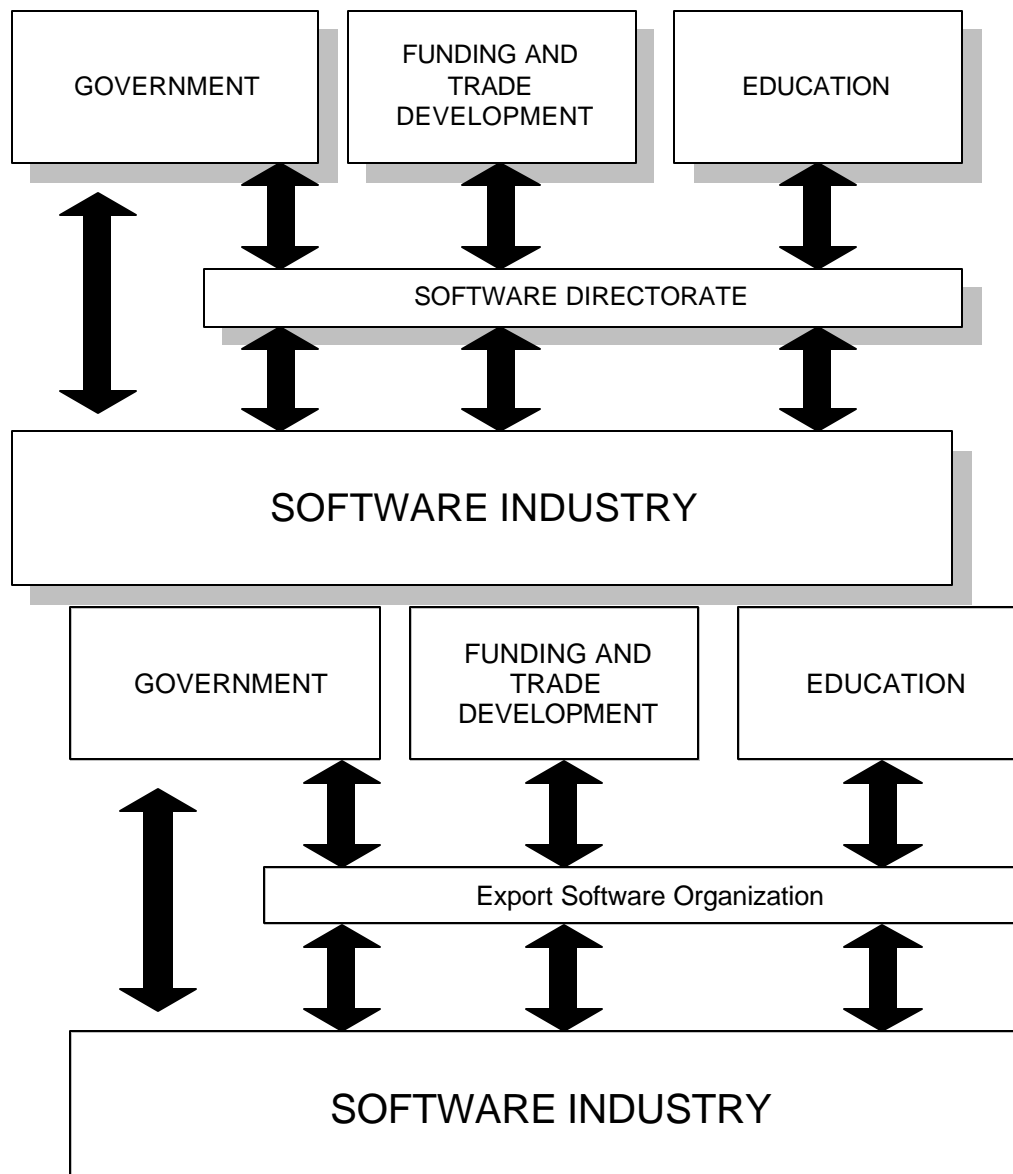 GOVERNMENT
FUNDING AND
TRADE
DEVELOPMENT
EDUCATION
SOFTWARE DIRECTORATE
SOFTWARE INDUSTRY
GOVERNMENT
FUNDING AND
TRADE
DEVELOPMENT
EDUCATION
Export Software Organization
SOFTWARE INDUSTRY